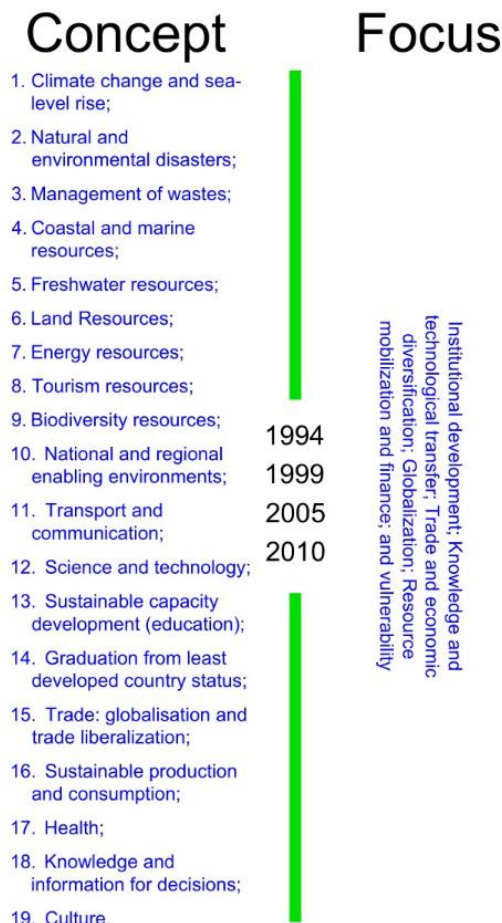 Concept
Focus
1. Climate change and sea-
level rise;
2. Natural and
environmental disasters;
3. Management of wastes;
4. Coastal and marine
resources;
5. Freshwater resources;
6. Land Resources;
7. Energy resources;
8. Tourism resources;
9. Biodiversity resources;
10. National and regional
enabling environments;
11. Transport and
communication;
12. Science and technology;
13. Sustainable capacity
development (education);
14. Graduation from least
developed country status;
15. Trade: globalisation and
trade liberalization;
16. Sustainable production
and consumption;
17. Health;
18. Knowledge and
information for decisions;
19. Culture.
1994
1999
2005
2010
Institutional development; Knowledge and
technological transfer; Trade and economic
diversification; Globalization; Resource
mobilization and finance; and vulnerability